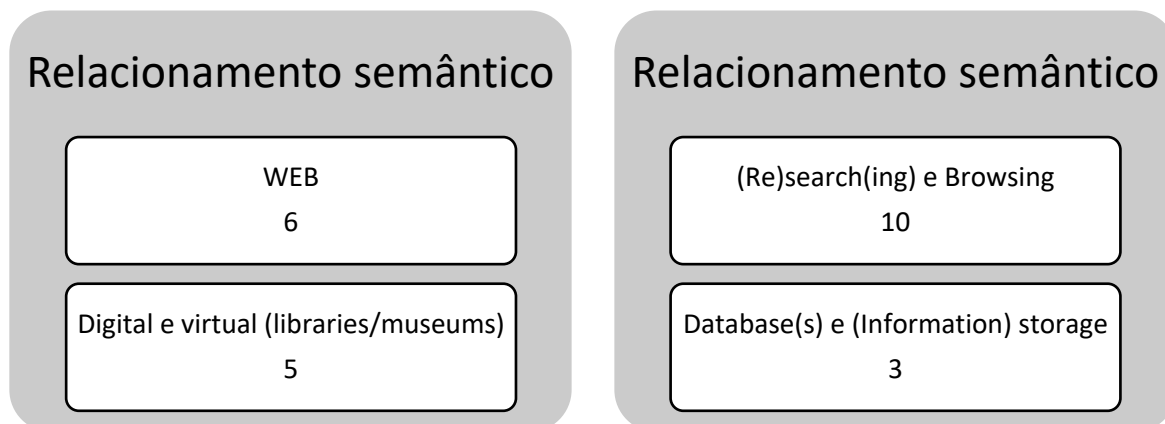 Relacionamento semântico
WEB
6
Digital e virtual (libraries/museums)
5
Relacionamento semântico
(Re)search(ing) e Browsing
10
Database(s) e (Information) storage
3